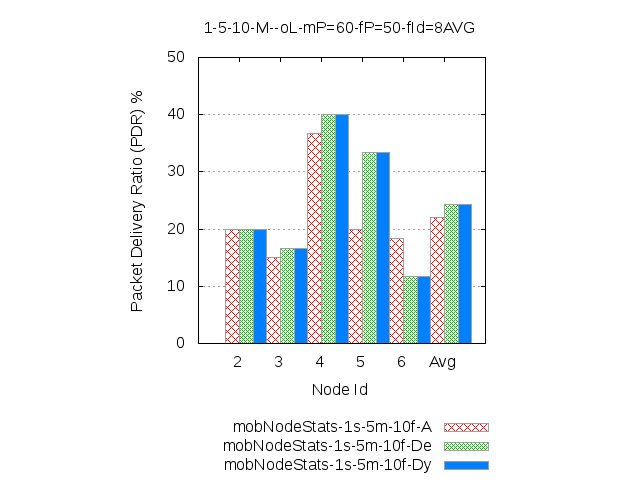 1-5-10-M--oL-mP=60-fP=50-fId=8AVG
Packet Delivery Ratio (PDR) %
50
40
30
20
10
0
2 3 4 5 6 Avg
Node Id
mobNodeStats-1s-5m-10f-A
mobNodeStats-1s-5m-10f-De
mobNodeStats-1s-5m-10f-Dy